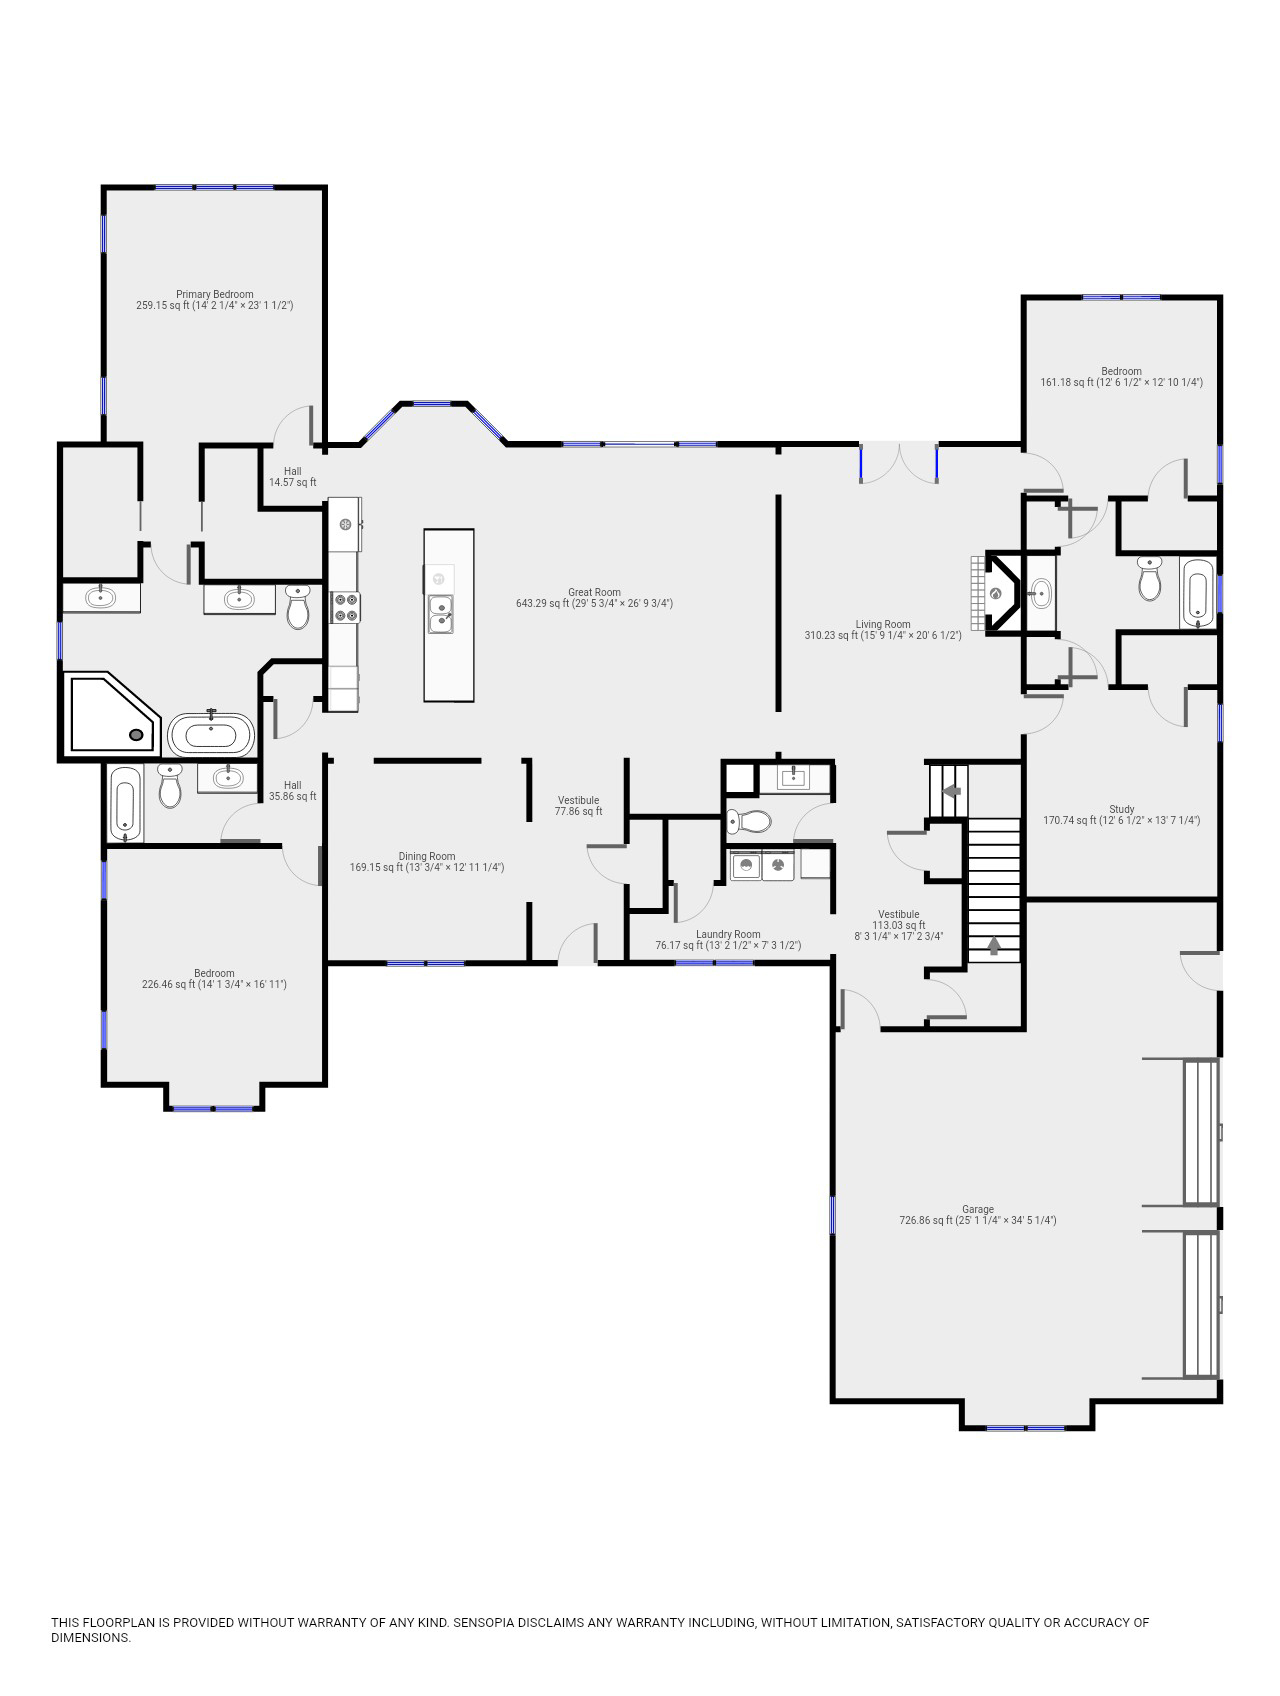 Primary Bedroom
259.15 sq ft (14' 2 1/4" × 23' 1 1/2")
Bedroom
161.18 sq ft (12' 6 1/2" × 12' 10 1/4")
Hall
14.57 sq ft
Great Room
643.29 sq ft (29' 5 3/4" × 26' 9 3/4")
Living Room
310.23 sq ft (15' 9 1/4" × 20' 6 1/2")
Hall
35.86 sq ft
Vestibule
77.86 sq ft
Study
170.74 sq ft (12' 6 1/2" × 13' 7 1/4")
Dining Room
169.15 sq ft (13' 3/4" × 12' 11 1/4")
Vestibule
113.03 sq ft
8' 3 1/4" × 17' 2 3/4"
Laundry Room
76.17 sq ft (13' 2 1/2" × 7' 3 1/2")
Bedroom
226.46 sq ft (14' 1 3/4" × 16' 11")
Garage
726.86 sq ft (25' 1 1/4" × 34' 5 1/4")
THIS FLOORPLAN IS PROVIDED WITHOUT WARRANTY OF ANY KIND. SENSOPIA DISCLAIMS ANY WARRANTY INCLUDING, WITHOUT LIMITATION, SATISFACTORY QUALITY OR ACCURACY OF
DIMENSIONS.